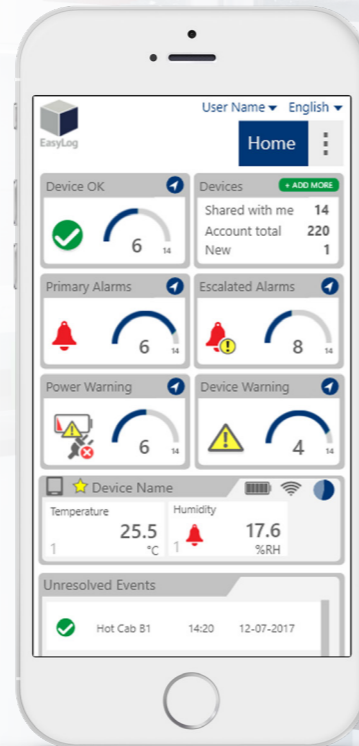 User Name English
EasyLog
Home
Device OK
6 14
Devices + ADD MORE
Shared with me 14
Account total 220
New 1
Primary Alarms
6 14
Escalated Alarms
8 14
Power Warning
6 14
Device Warning
4 14
Device Name
Temperature
25.5
1 °C
Humidity
17.6
1 %RH
Unresolved Events
Hot Cab B1 14:20 12-07-2017